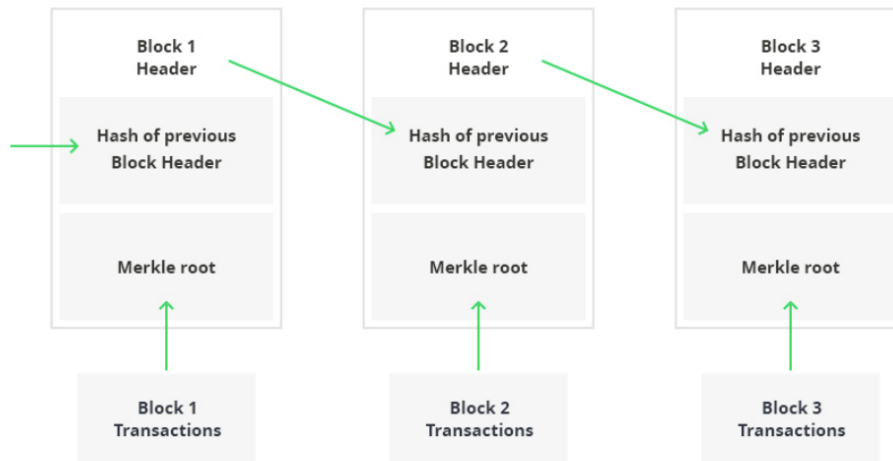 Block 1
Header
Hash of previous
Block Header
Merkle root
Block 1
Transactions
Block 2
Header
Hash of previous
Block Header
Merkle root
Block 2
Transactions
Block 3
Header
Hash of previous
Block Header
Merkle root
Block 3
Transactions